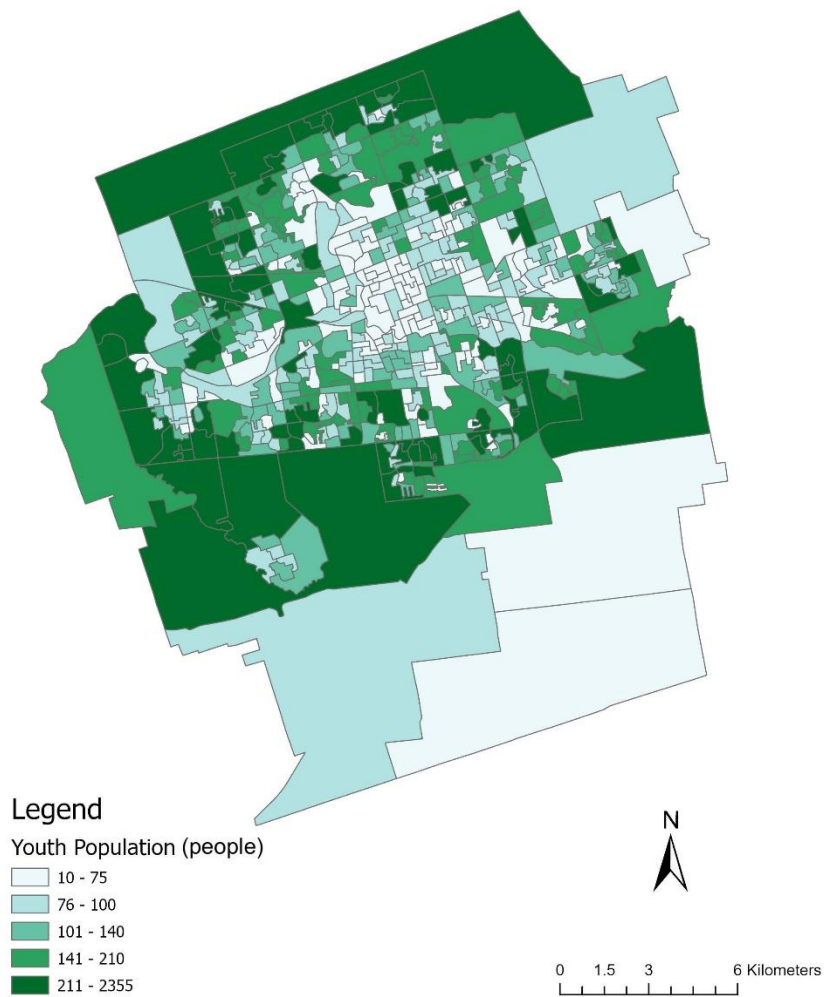 Legend
Youth Population (people)
10 - 75
76 - 100
101 - 140
141 - 210
211 - 2355
N
0 1.5 3 6 Kilometers